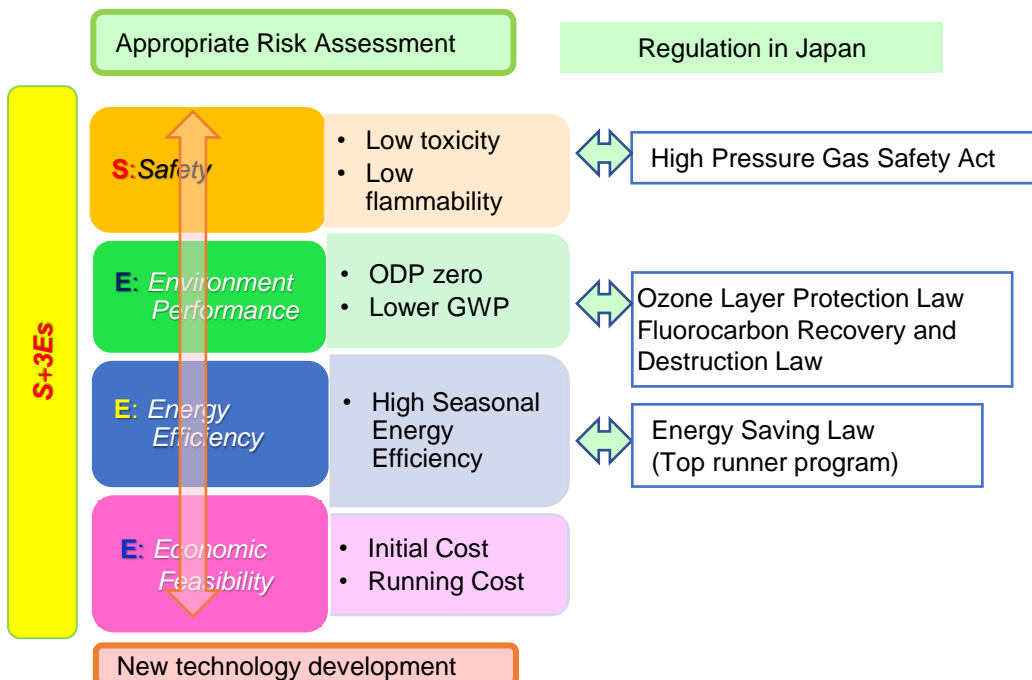 Appropriate Risk Assessment
Regulation in Japan
S+3Es
S:Safety
• Low toxicity
• Low
flammability
High Pressure Gas Safety Act
E: Environment
Performance
• ODP zero
• Lower GWP
Ozone Layer Protection Law
Fluorocarbon Recovery and
Destruction Law
E: Energy
Efficiency
• High Seasonal
Energy
Efficiency
Energy Saving Law
(Top runner program)
E: Economic
Feasibility
• Initial Cost
• Running Cost
New technology development